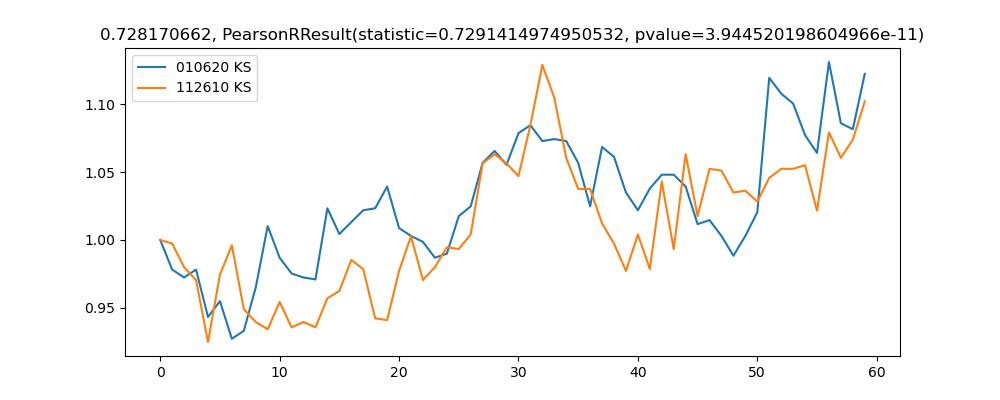 0.728170662, PearsonRResult(statistic=0.7291414974950532, pvalue=3.944520198604966e-11)
010620 KS
112610 KS
1.10
1.05
1.00
0.95
0 10 20 30 40 50 60